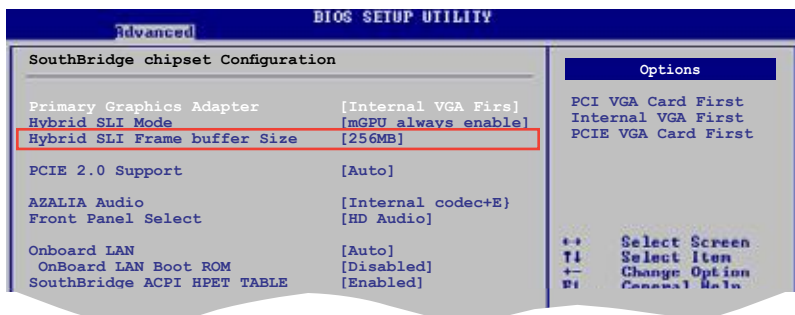 BIOS SETUP UTILITY
Advanced
SouthBridge chipset Configuration
Primary Graphics Adapter [Internal VGA Firs]
Hybrid SLI Mode [mGPU always enable]
Hybrid SLI Frame buffer Size [256MB]
PCIE 2.0 Support [Auto]
AZALIA Audio [Internal codec+E}
Front Panel Select [HD Audio]
Onboard LAN [Auto]
OnBoard LAN Boot ROM [Disabled]
SouthBridge ACPI HPET TABLE [Enabled]
Options
PCI VGA Card First
Internal VGA First
PCIE VGA Card First
←→ Select Screen
↑↓ Select Item
+- Change Option
F1 General Help